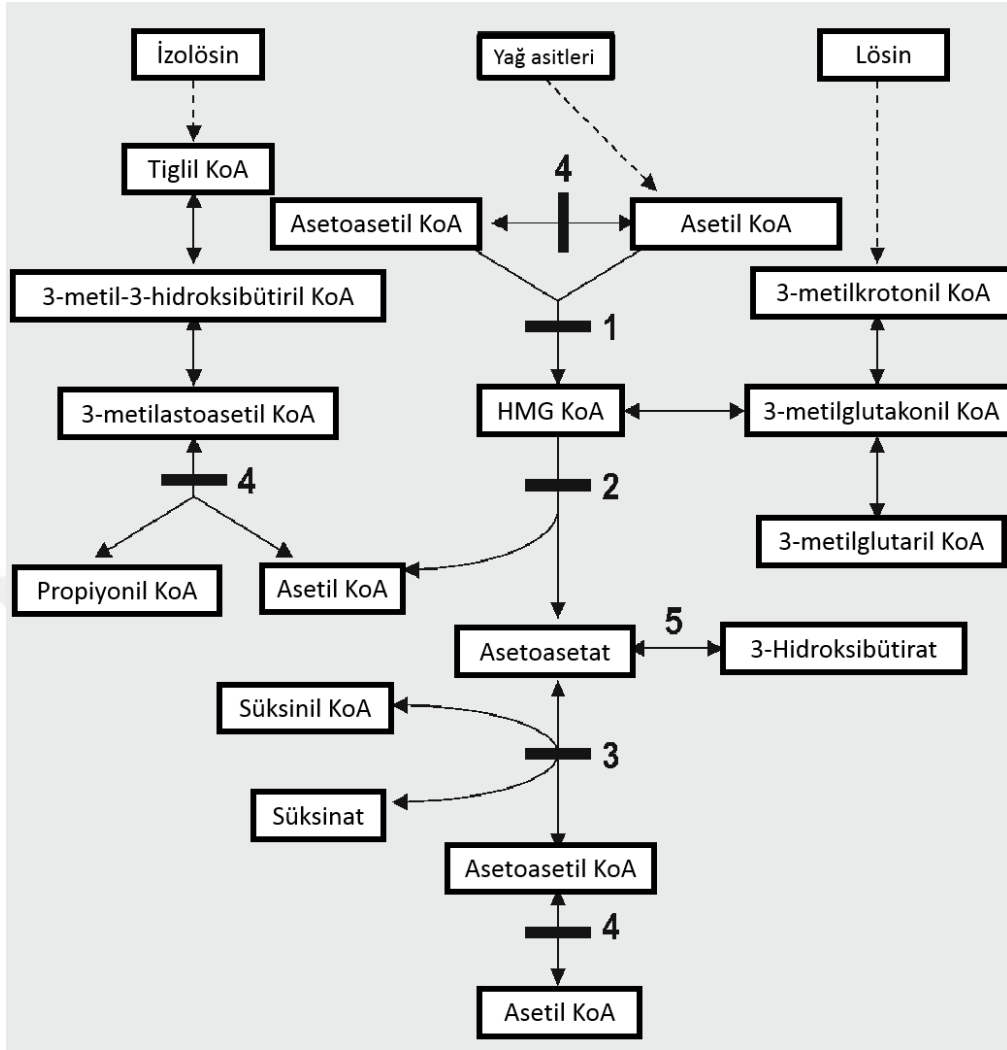 İzolösin
Yağ asitleri
Lösin
Tiglil KoA
4
Asetoasetil KoA
Asetil KoA
3-metil-3-hidroksibütiril KoA
3-metilkrotonil KoA
1
3-metilastoasetil KoA
HMG KoA
3-metilglutakonil KoA
4
2
3-metilglutaril KoA
Propiyonil KoA
Asetil KoA
5
Asetoasetat
3-Hidroksibütirat
Süksinil KoA
3
Süksinat
Asetoasetil KoA
4
Asetil KoA